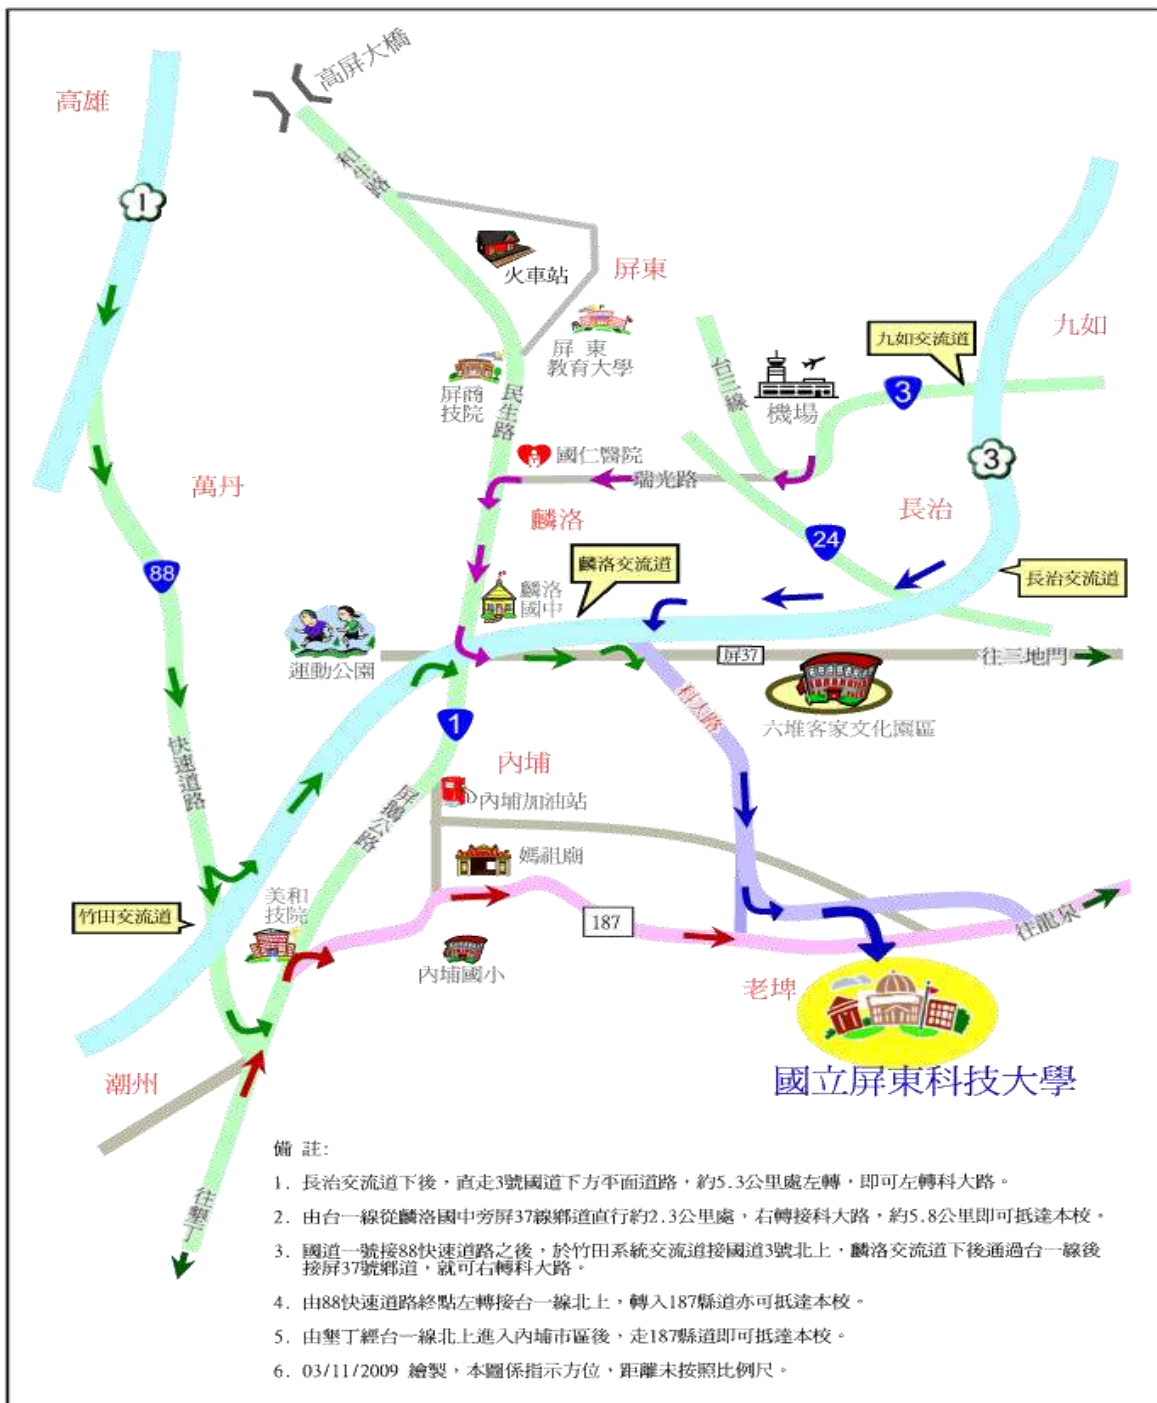 高屏大橋
高雄
和生路
1
火車站
屏東
九如
九如交流道
屏東
教育大學
台三線
屏商
技院
民生路
機場
3
國仁醫院
瑞光路
3
萬丹
麟洛
長治
24
88
麟洛交流道
長治交流道
麟洛
國中
運動公園
屏37
往三地門
科大路
六堆客家文化園區
1
快速道路
內埔
屏鵝公路
內埔加油站
媽祖廟
美和
技院
竹田交流道
187
往龍泉
內埔國小
老埤
潮州
國立屏東科技大學
往墾丁
備 註:
1. 長治交流道下後，直走3號國道下方平面道路，約5.3公里處左轉，即可左轉科大路。
2. 由台一線從麟洛國中旁屏37線鄉道直行約2.3公里處，右轉接科大路，約5.8公里即可抵達本校。
3. 國道一號接88快速道路之後，於竹田系統交流道接國道3號北上，麟洛交流道下後通過台一線後
接屏37號鄉道，就可右轉科大路。
4. 由88快速道路終點左轉接台一線北上，轉入187縣道亦可抵達本校。
5. 由墾丁經台一線北上進入內埔市區後，走187縣道即可抵達本校。
6. 03/11/2009 繪製，本圖係指示方位，距離未按照比例尺。